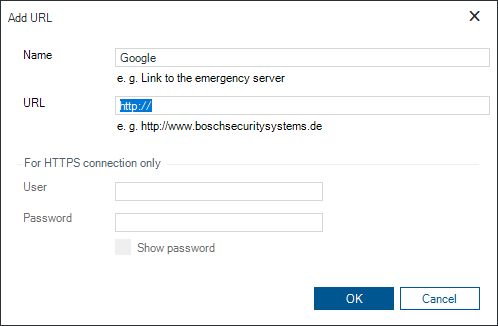 Add URL
Name
Google
e. g. Link to the emergency server
URL
http://
e. g. http://www.boschsecuritysystems.de
For HTTPS connection only
User
Password
Show password
OK
Cancel